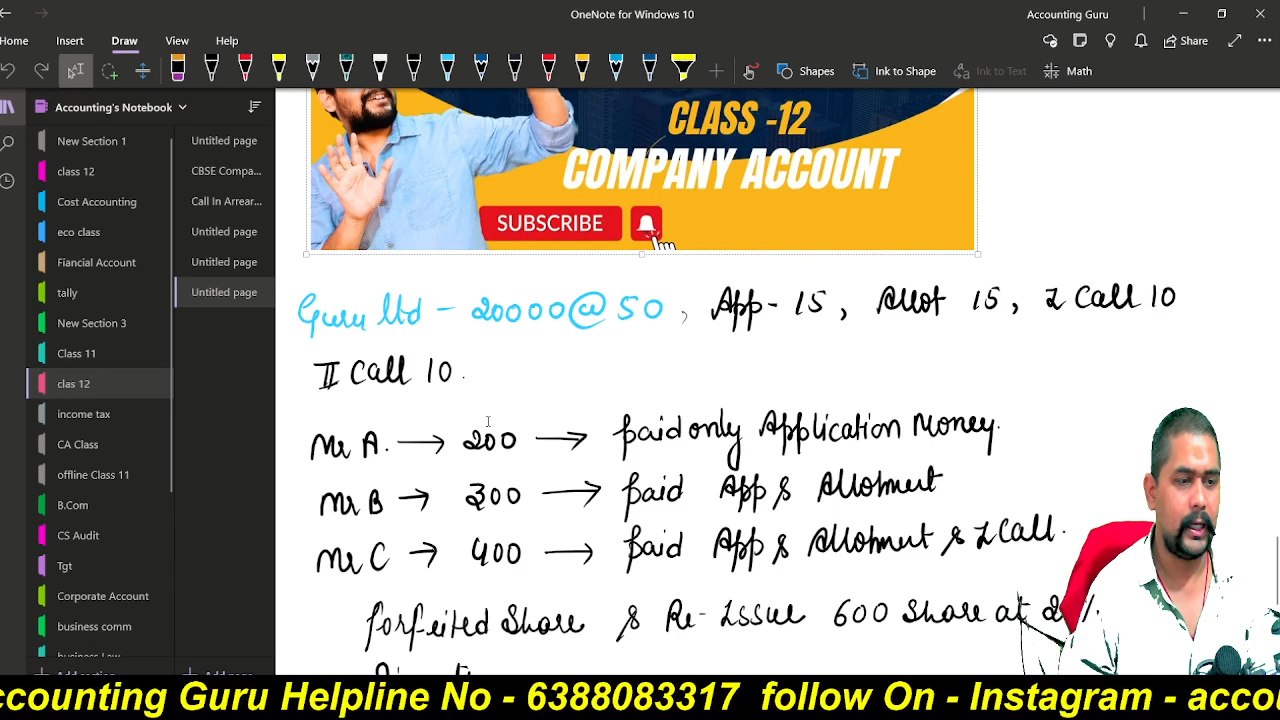 OneNote for Windows 10
Accounting Guru
Home Insert Draw View Help
Share
Shapes Ink to Shape Ink to Text Math
Accounting's Notebook
New Section 1
class 12
Cost Accounting
eco class
Fiancial Account
tally
New Section 3
Class 11
clas 12
income tax
CA Class
offline Class 11
B.Com
CS Audit
Tgt
Corporate Account
business comm
business Law
Untitled page
CBSE Compa...
Call In Arrear...
Untitled page
Untitled page
Untitled page
CLASS -12
COMPANY ACCOUNT
SUBSCRIBE
Guru ltd - 20000@50, App-15, Allot 15, I Call 10
II Call 10.
Mr A. → 200 → paid only Application Money.
Mr B → 300 → paid App & Allotment
Mr C → 400 → paid App & Allotment & I Call.
forfeited Share & Re-Issue 600 Share at
ccounting Guru Helpline No - 6388083317 follow On - Instagram - acco